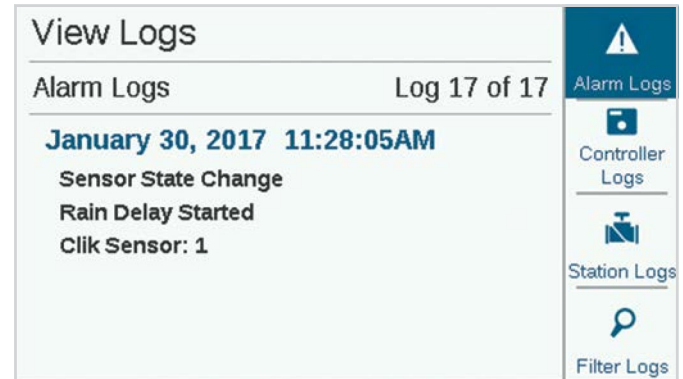 View Logs
Alarm Logs Log 17 of 17
January 30, 2017 11:28:05AM
Sensor State Change
Rain Delay Started
Clik Sensor: 1
Alarm Logs
Controller
Logs
Station Logs
Filter Logs